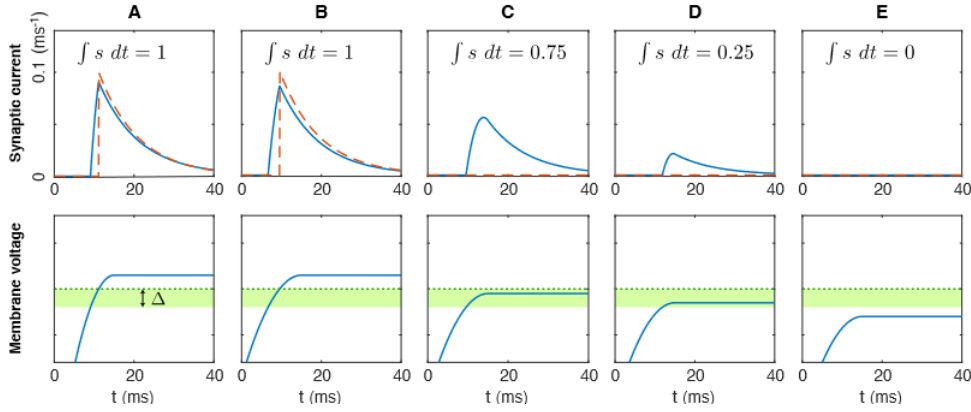 A B C D E
Synaptic current
0.1 (ms⁻¹)
0
∫ s dt = 1
∫ s dt = 1
∫ s dt = 0.75
∫ s dt = 0.25
∫ s dt = 0
0 20 40
0 20 40
0 20 40
0 20 40
0 20 40
Membrane voltage
Δ
0 20 40
0 20 40
0 20 40
0 20 40
0 20 40
t (ms)
t (ms)
t (ms)
t (ms)
t (ms)